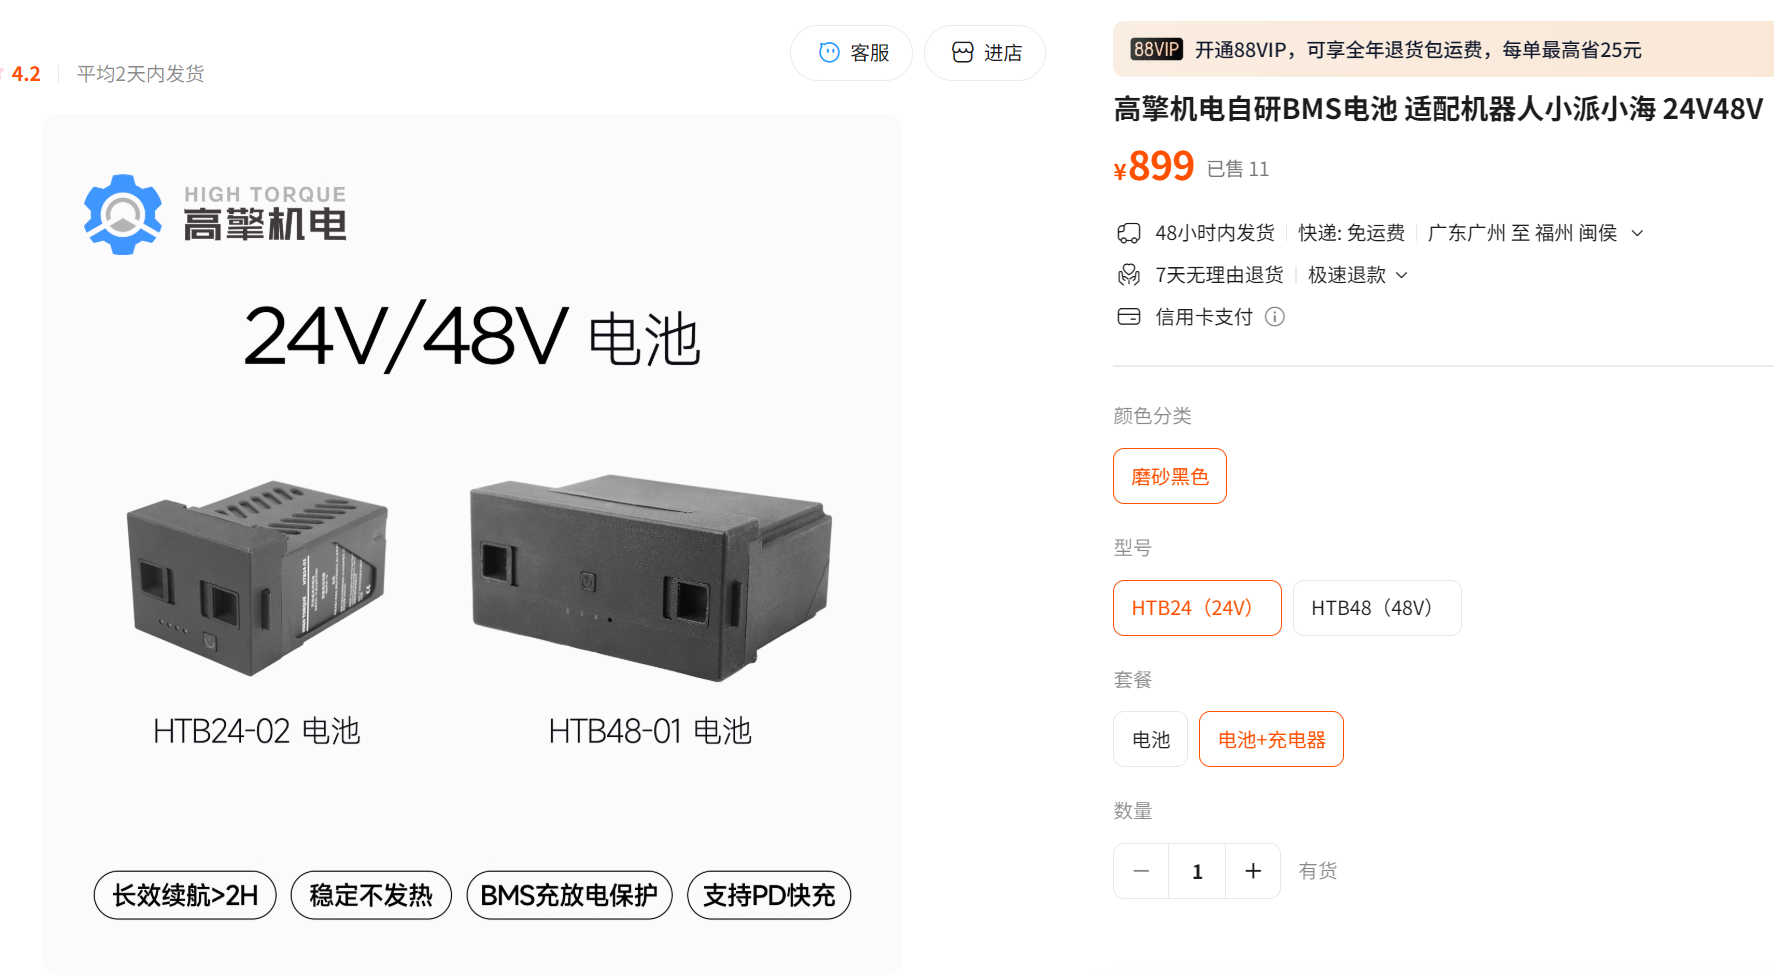 4.2
平均2天内发货
客服
进店
HIGH TORQUE
高擎机电
24V/48V 电池
HTB24-02 电池
HTB48-01 电池
长效续航>2H
稳定不发热
BMS充放电保护
支持PD快充
88VIP 开通88VIP，可享全年退货包运费，每单最高省25元
高擎机电自研BMS电池 适配机器人小派小海 24V48V
¥899 已售 11
48小时内发货 快递: 免运费 广东广州 至 福州 闽侯
7天无理由退货 极速退款
信用卡支付
颜色分类
磨砂黑色
型号
HTB24（24V） HTB48（48V）
套餐
电池 电池+充电器
数量
1 有货